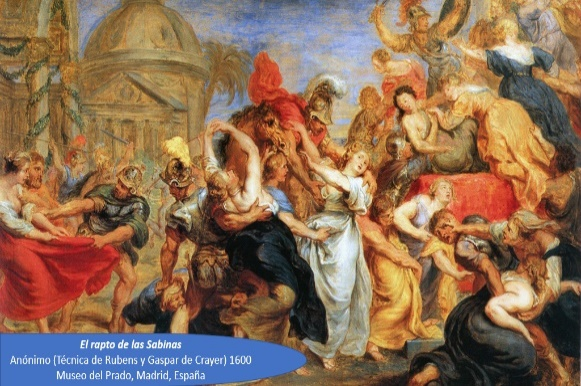 El rapto de las Sabinas
Anónimo (Técnica de Rubens y Gaspar de Crayer) 1600
Museo del Prado, Madrid, España